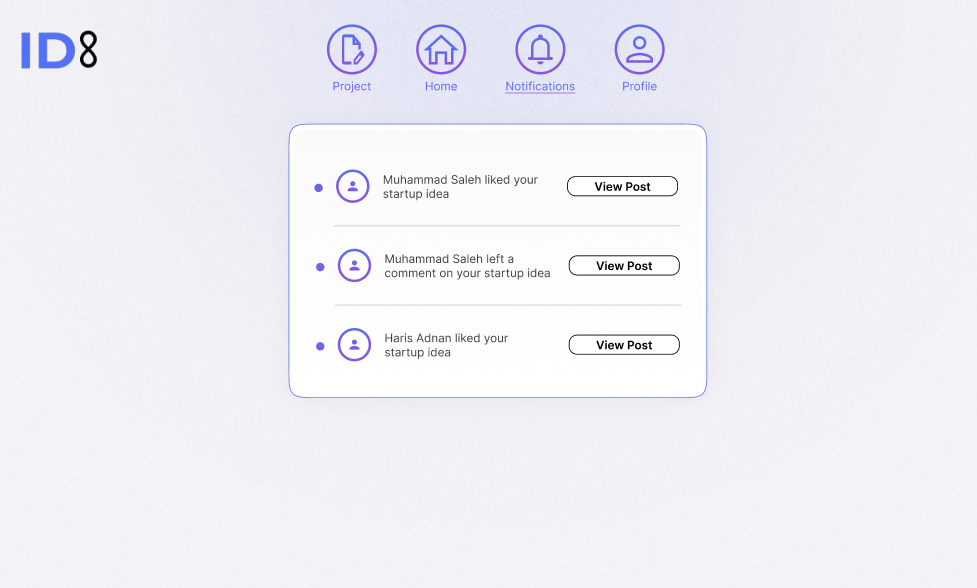 ID8
Project
Home
Notifications
Profile
Muhammad Saleh liked your
startup idea
View Post
Muhammad Saleh left a
comment on your startup idea
View Post
Haris Adnan liked your
startup idea
View Post